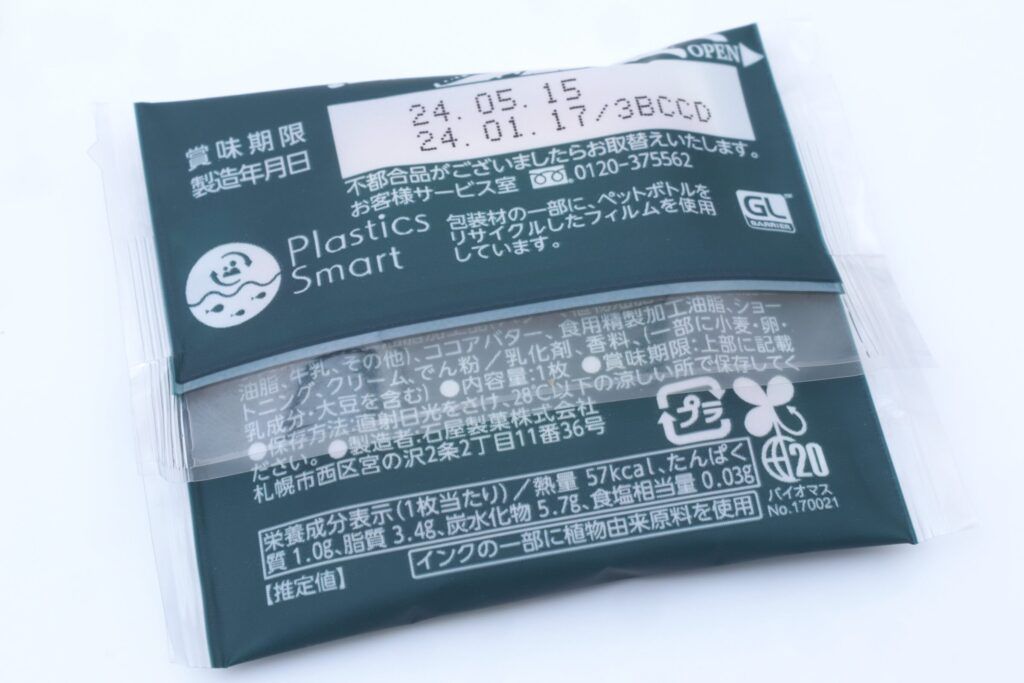 OPEN
賞味期限
24.05.15
製造年月日
24.01.17/3BCCD
不都合品がございましたらお取替えいたします。
お客様サービス室 0120-375562
Plastics
Smart
包装材の一部に、ペットボトルを
リサイクルしたフィルムを使用
しています。
GL
BARRIER
油脂、牛乳、その他)、ココアバター、食用精製加工油脂、ショー
トニング、クリーム、でん粉/乳化剤、香料、(一部に小麦・卵・
乳成分・大豆を含む) ●内容量:1枚 ●賞味期限:上部に記載
●保存方法:直射日光をさけ、28℃以下の涼しい所で保存してく
ださい。●製造者:石屋製菓株式会社
札幌市西区宮の沢2条2丁目11番36号
プラ
20
バイオマス
No.170021
栄養成分表示(1枚当たり)/熱量 57kcal、たんぱく
質 1.0g、脂質 3.4g、炭水化物 5.7g、食塩相当量 0.03g
【推定値】
インクの一部に植物由来原料を使用